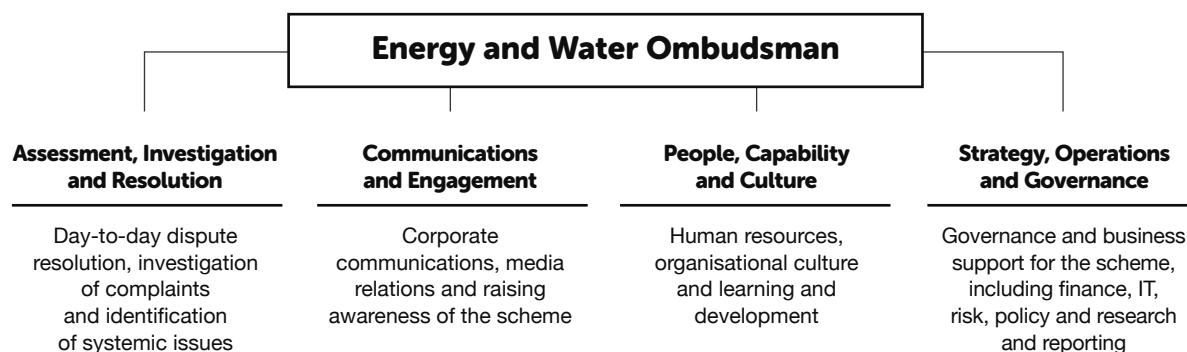 Energy and Water Ombudsman
Assessment, Investigation
and Resolution
Day-to-day dispute
resolution, investigation
of complaints
and identification
of systemic issues
Communications
and Engagement
Corporate
communications, media
relations and raising
awareness of the scheme
People, Capability
and Culture
Human resources,
organisational culture
and learning and
development
Strategy, Operations
and Governance
Governance and business
support for the scheme,
including finance, IT,
risk, policy and research
and reporting